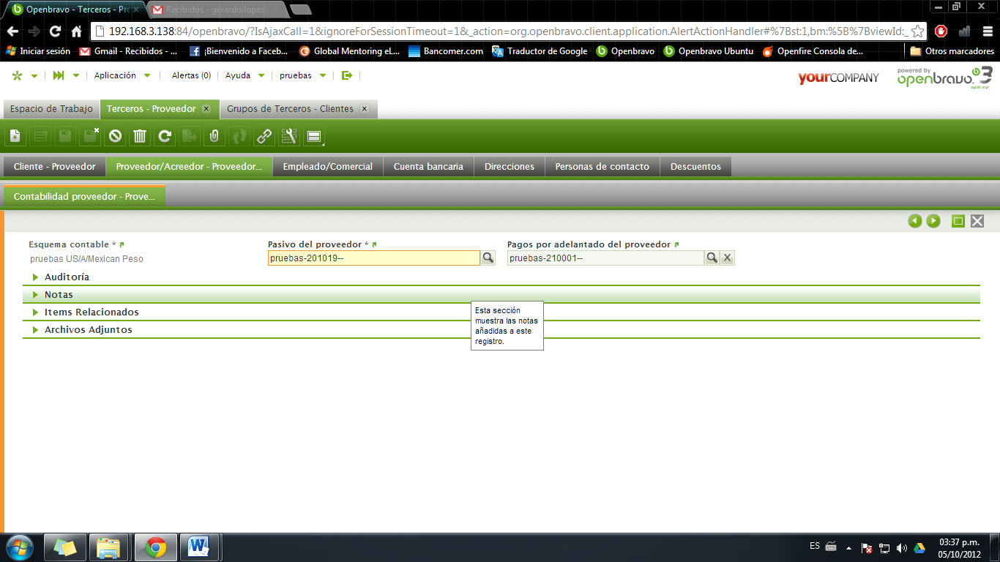 Openbravo - Terceros - Pro
Recibidos - gerardo.lopez
192.168.3.138:84/openbravo/?IsAjaxCall=1&ignoreForSessionTimeout=1&_action=org.openbravo.client.application.AlertActionHandler#%7Bst:1,bm:%5B%7BviewId:_
Iniciar sesión
Gmail - Recibidos - ...
¡Bienvenido a Faceb...
Global Mentoring eL...
Bancomer.com
Traductor de Google
Openbravo
Openbravo Ubuntu
Openfire Consola de...
Otros marcadores
Aplicación
Alertas (0)
Ayuda
pruebas
yourCOMPANY
powered by
openbravo 3
agile erp
Espacio de Trabajo
Terceros - Proveedor
Grupos de Terceros - Clientes
Cliente - Proveedor
Proveedor/Acreedor - Proveedor...
Empleado/Comercial
Cuenta bancaria
Direcciones
Personas de contacto
Descuentos
Contabilidad proveedor - Prove...
Esquema contable *
Pasivo del proveedor *
Pagos por adelantado del proveedor
pruebas US/A/Mexican Peso
pruebas-201019--
pruebas-210001--
Auditoría
Notas
Items Relacionados
Archivos Adjuntos
Esta sección
muestra las notas
añadidas a este
registro.
ES
03:37 p.m.
05/10/2012